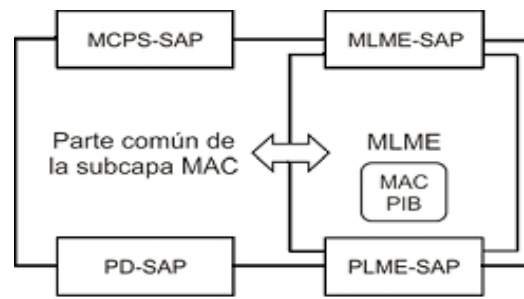 MCPS-SAP
MLME-SAP
Parte común de
la subcapa MAC
MLME
MAC
PIB
PD-SAP
PLME-SAP